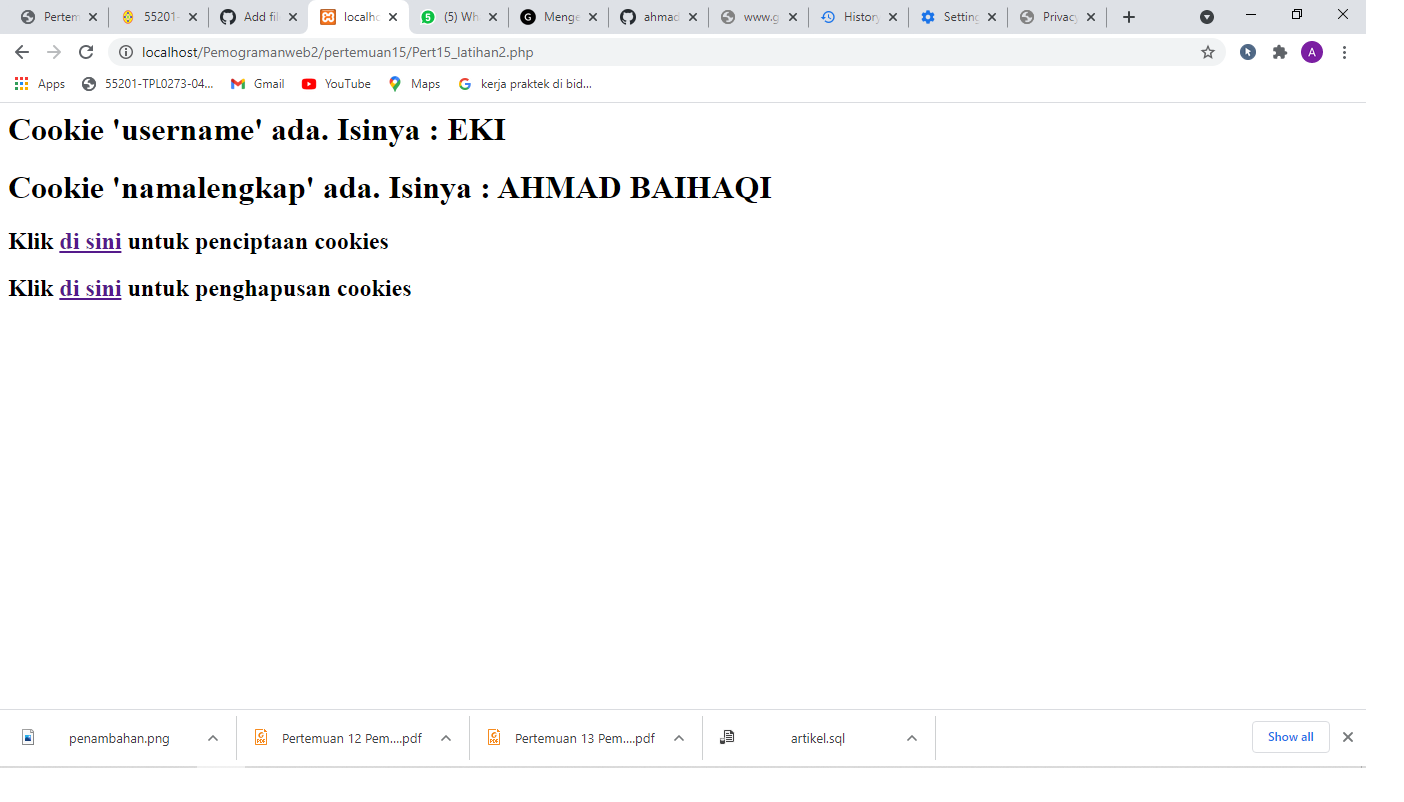 Pertem
55201-
Add fil
localho
5
(5) Wh
G
Menge
ahmad
www.g
History
Setting
Privacy
localhost/Pemogramanweb2/pertemuan15/Pert15_latihan2.php
A
Apps
55201-TPL0273-04...
Gmail
YouTube
Maps
kerja praktek di bid...
Cookie 'username' ada. Isinya : EKI
Cookie 'namalengkap' ada. Isinya : AHMAD BAIHAQI
Klik di sini untuk penciptaan cookies
Klik di sini untuk penghapusan cookies
penambahan.png
Pertemuan 12 Pem....pdf
Pertemuan 13 Pem....pdf
artikel.sql
Show all